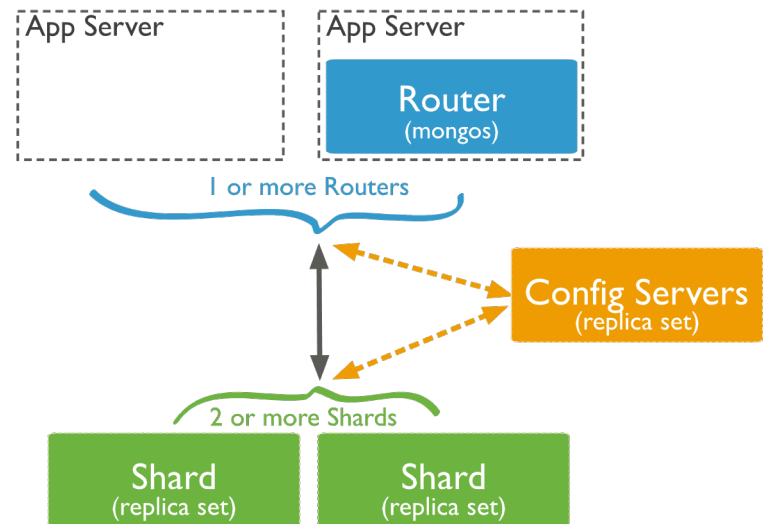 App Server
App Server
Router
(mongos)
1 or more Routers
Config Servers
(replica set)
2 or more Shards
Shard
(replica set)
Shard
(replica set)